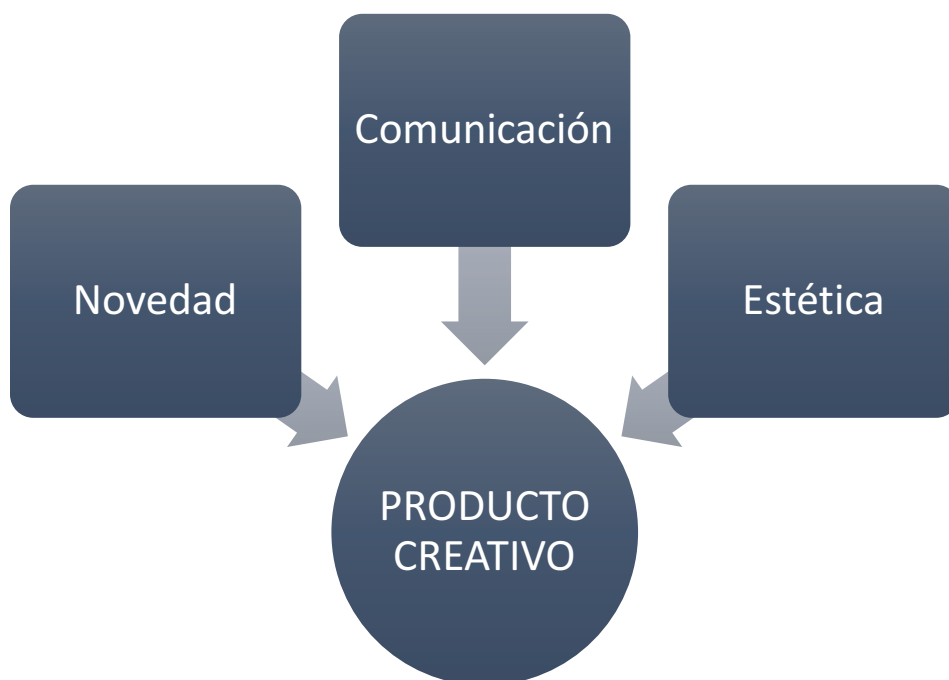 Comunicación
Novedad
Estética
PRODUCTO
CREATIVO